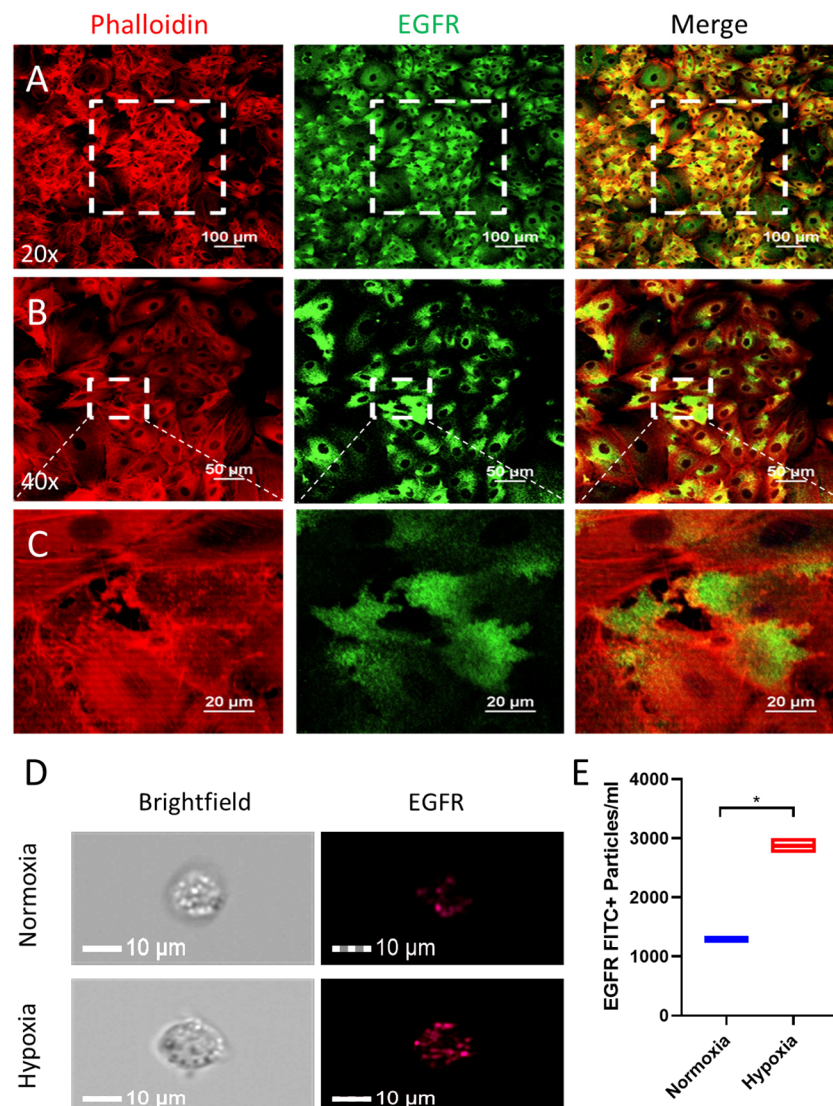 Phalloidin EGFR Merge
A
20x
100 µm 100 µm 100 µm
B
40x
50 µm 50 µm 50 µm
C
20 µm 20 µm 20 µm
D
Brightfield EGFR
Normoxia
10 µm 10 µm
Hypoxia
10 µm 10 µm
E
EGFR FITC+ Particles/ml
4000
3000
2000
1000
0
*
Normoxia
Hypoxia